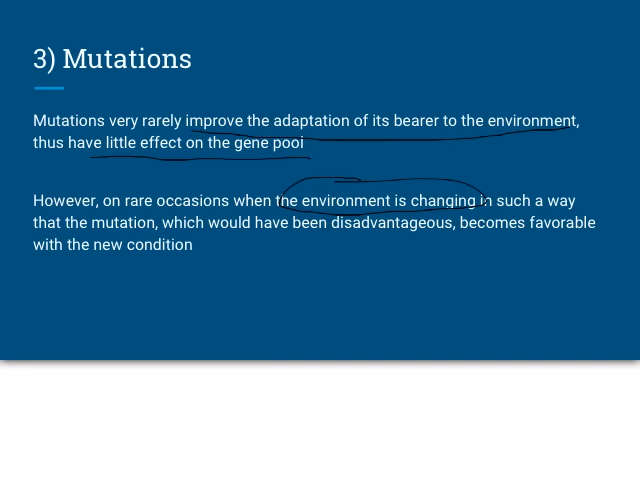 3) Mutations
Mutations very rarely improve the adaptation of its bearer to the environment,
thus have little effect on the gene pool
However, on rare occasions when the environment is changing in such a way
that the mutation, which would have been disadvantageous, becomes favorable
with the new condition